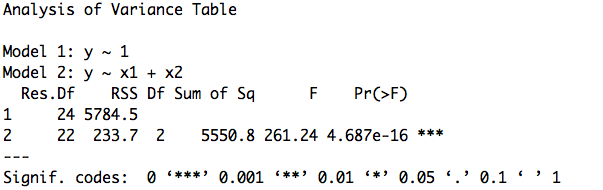 Analysis of Variance Table
Model 1: y ~ 1
Model 2: y ~ x1 + x2
  Res.Df    RSS Df Sum of Sq      F    Pr(>F)
1     24 5784.5
2     22  233.7  2    5550.8 261.24 4.687e-16 ***
---
Signif. codes:  0 ‘***’ 0.001 ‘**’ 0.01 ‘*’ 0.05 ‘.’ 0.1 ‘ ’ 1